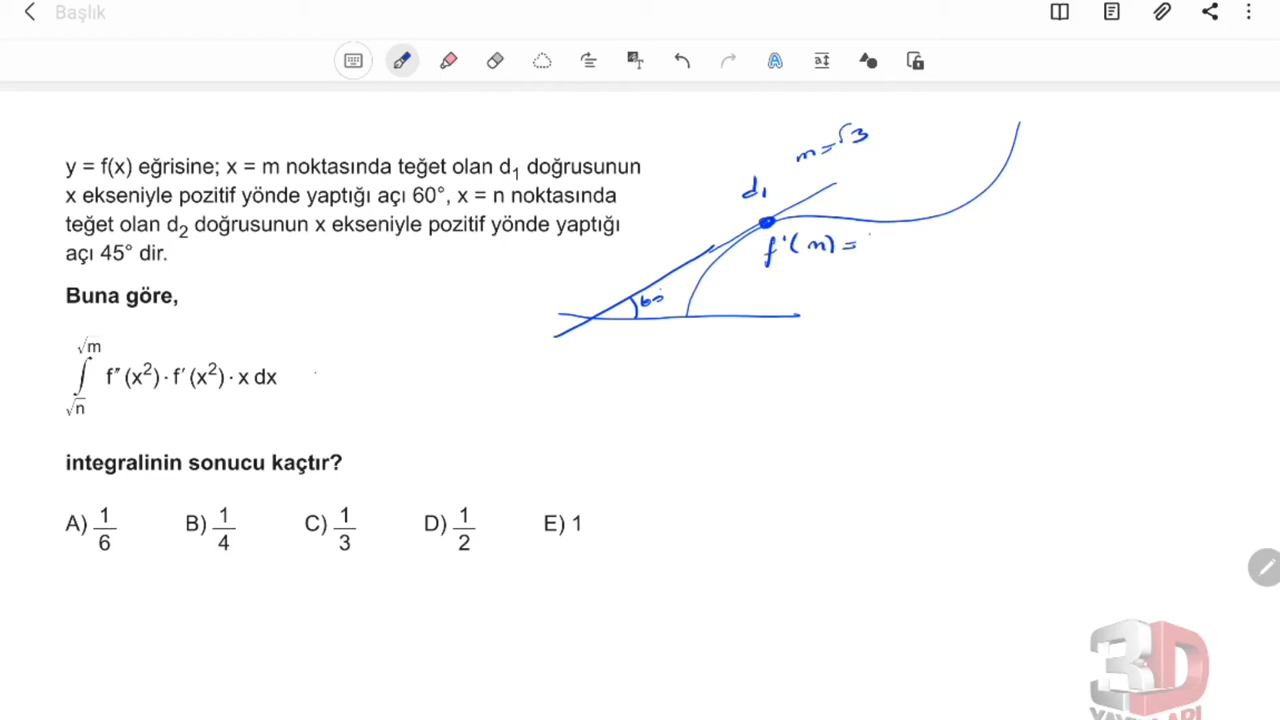 Başlık
y = f(x) eğrisine; x = m noktasında teğet olan d₁ doğrusunun
x ekseniyle pozitif yönde yaptığı açı 60°, x = n noktasında
teğet olan d₂ doğrusunun x ekseniyle pozitif yönde yaptığı
açı 45° dir.
Buna göre,
∫_{√n}^{√m} f″(x²) · f′(x²) · x dx
integralinin sonucu kaçtır?
A) 1/6 B) 1/4 C) 1/3 D) 1/2 E) 1
m=√3
d₁
f'(m)=
60°
3D
YAYINLARI